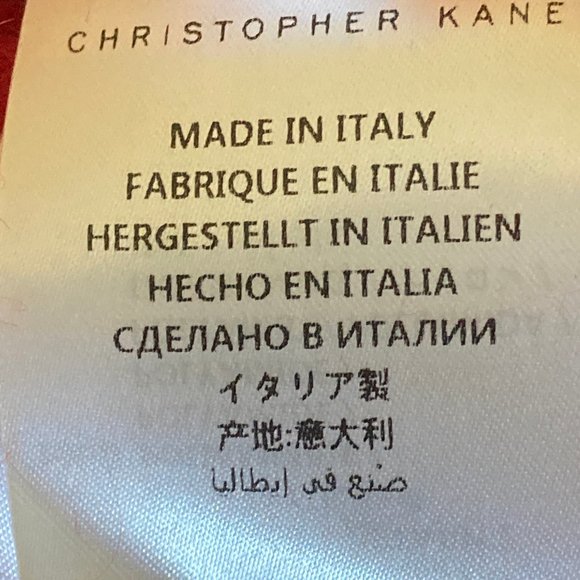 CHRISTOPHER KANE
MADE IN ITALY
FABRIQUE EN ITALIE
HERGESTELLT IN ITALIEN
HECHO EN ITALIA
СДЕЛАНО В ИТАЛИИ
イタリア製
产地:意大利
صنع في إيطاليا